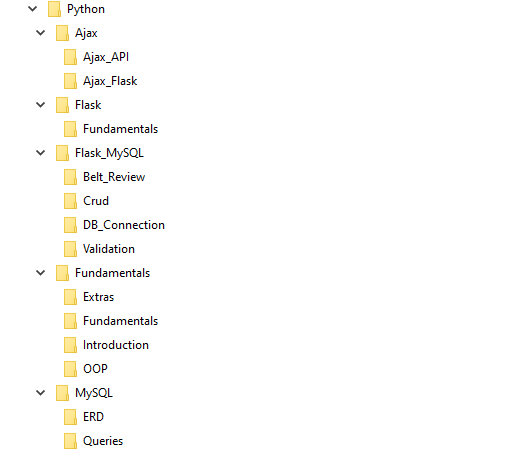 Python
Ajax
Ajax_API
Ajax_Flask
Flask
Fundamentals
Flask_MySQL
Belt_Review
Crud
DB_Connection
Validation
Fundamentals
Extras
Fundamentals
Introduction
OOP
MySQL
ERD
Queries